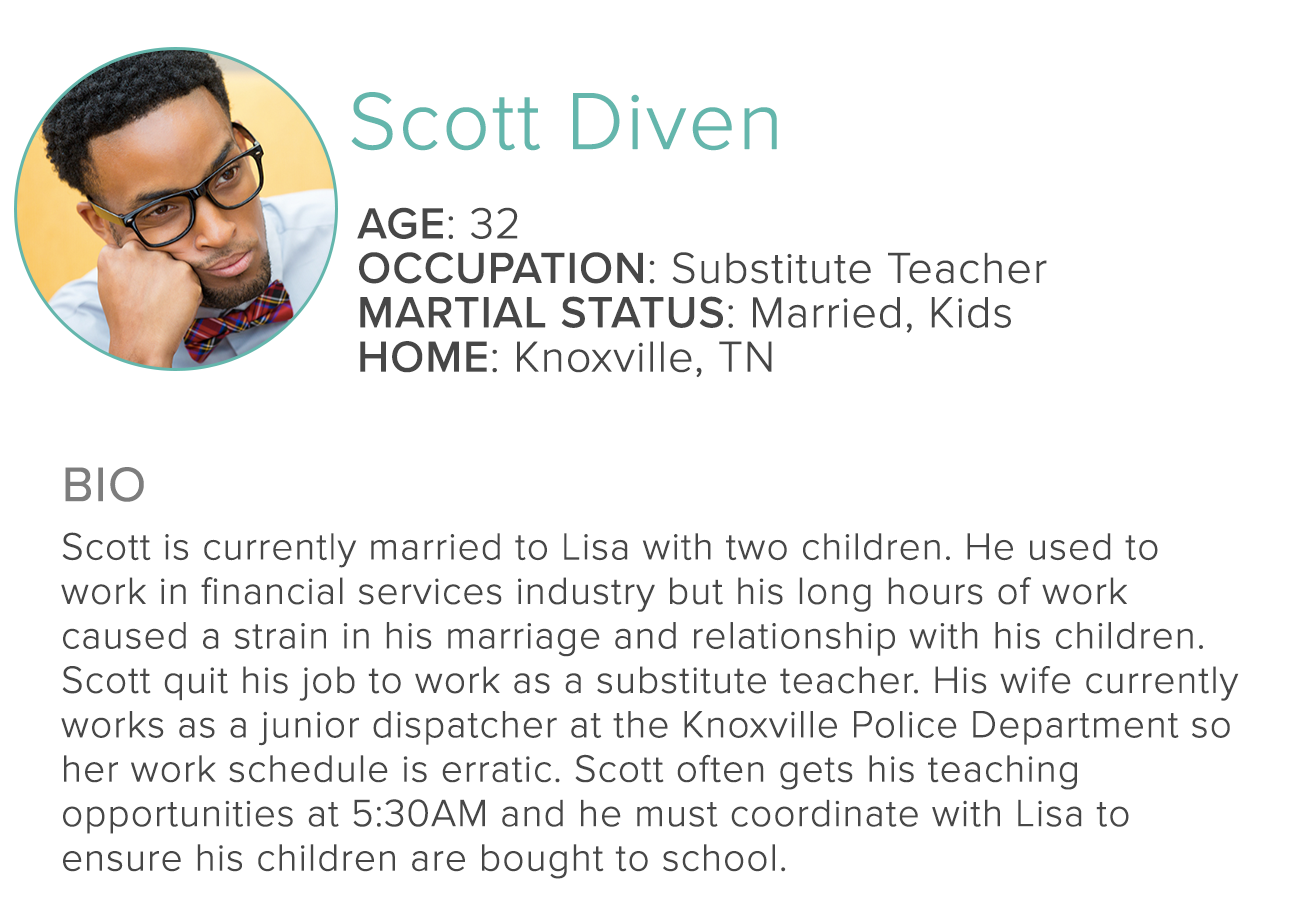 Scott Diven
AGE: 32
OCCUPATION: Substitute Teacher
MARTIAL STATUS: Married, Kids
HOME: Knoxville, TN
BIO
Scott is currently married to Lisa with two children. He used to
work in financial services industry but his long hours of work
caused a strain in his marriage and relationship with his children.
Scott quit his job to work as a substitute teacher. His wife currently
works as a junior dispatcher at the Knoxville Police Department so
her work schedule is erratic. Scott often gets his teaching
opportunities at 5:30AM and he must coordinate with Lisa to
ensure his children are bought to school.